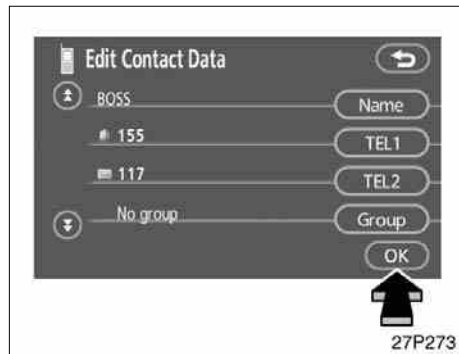 Edit Contact Data
BOSS Name
155 TEL1
117 TEL2
No group Group
OK
27P273